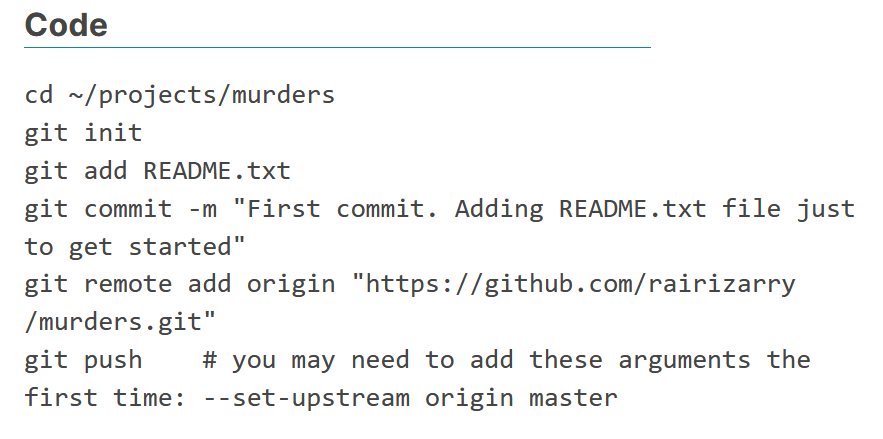 Code
cd ~/projects/murders
git init
git add README.txt
git commit -m "First commit. Adding README.txt file just
to get started"
git remote add origin "https://github.com/rairizarry
/murders.git"
git push    # you may need to add these arguments the
first time: --set-upstream origin master